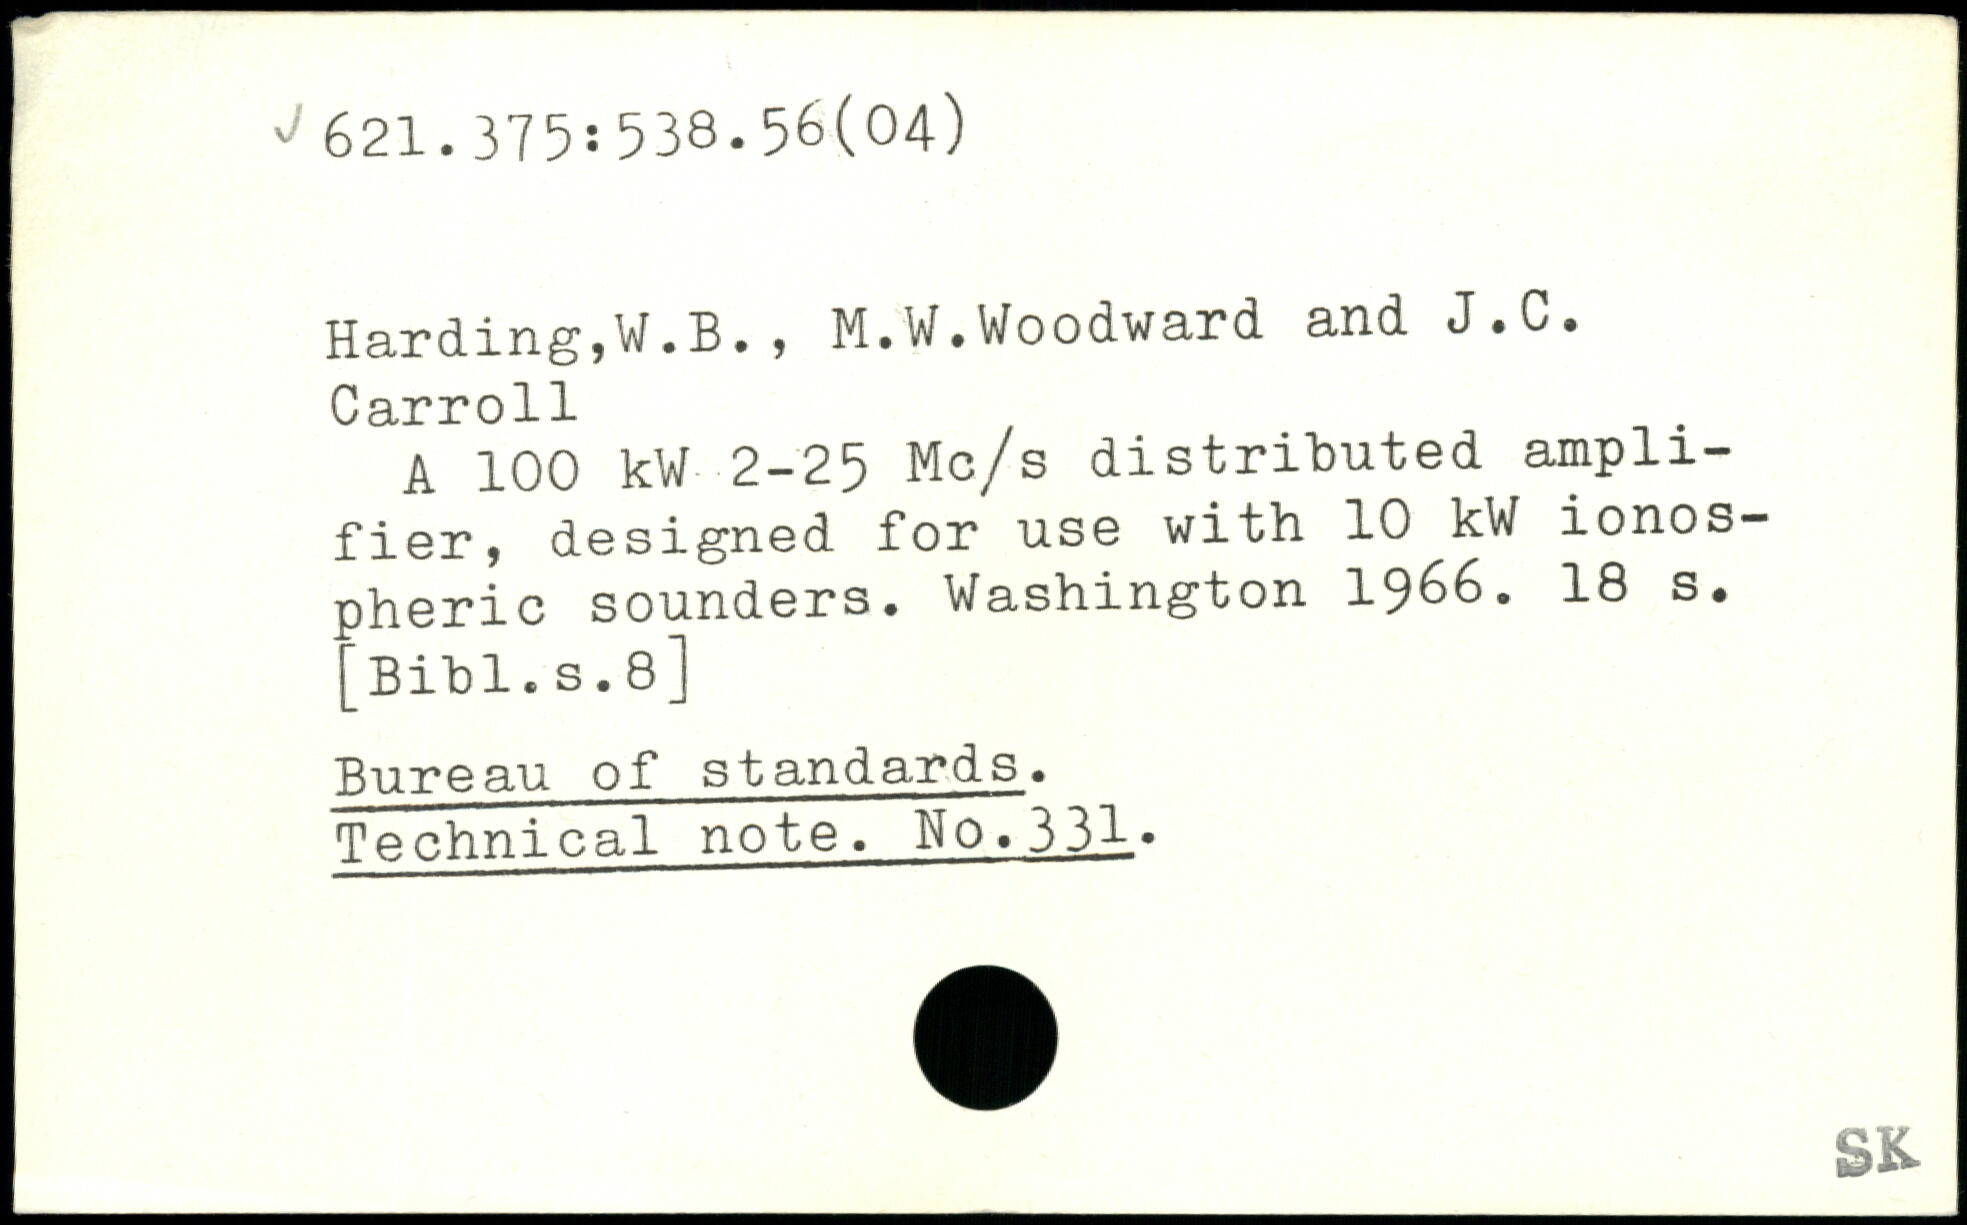 ✓ 621.375:538.56(04)
Harding,W.B., M.W.Woodward and J.C.
Carroll
A 100 kW 2-25 Mc/s distributed ampli-
fier, designed for use with 10 kW ionos-
pheric sounders. Washington 1966. 18 s.
[Bibl.s.8]
Bureau of standards.
Technical note. No.331.
SK